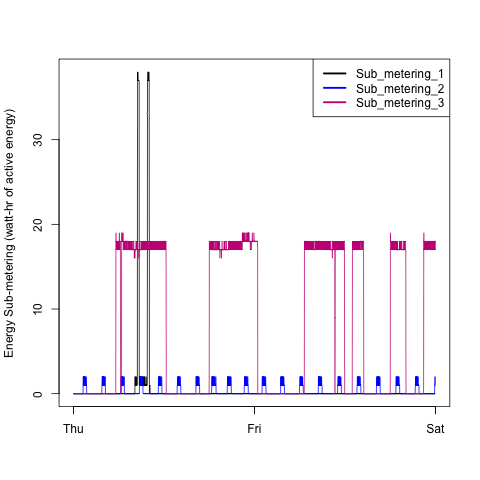 Sub_metering_1
Sub_metering_2
Sub_metering_3
Energy Sub-metering (watt-hr of active energy)
30
20
10
0
Thu Fri Sat